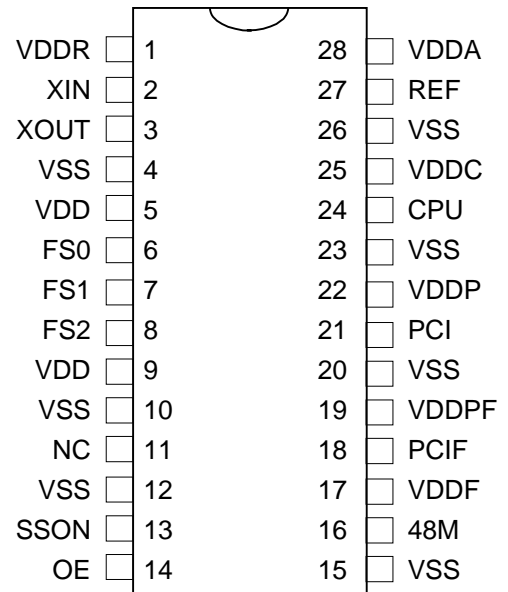 VDDR 1 28 VDDA
XIN 2 27 REF
XOUT 3 26 VSS
VSS 4 25 VDDC
VDD 5 24 CPU
FS0 6 23 VSS
FS1 7 22 VDDP
FS2 8 21 PCI
VDD 9 20 VSS
VSS 10 19 VDDPF
NC 11 18 PCIF
VSS 12 17 VDDF
SSON 13 16 48M
OE 14 15 VSS